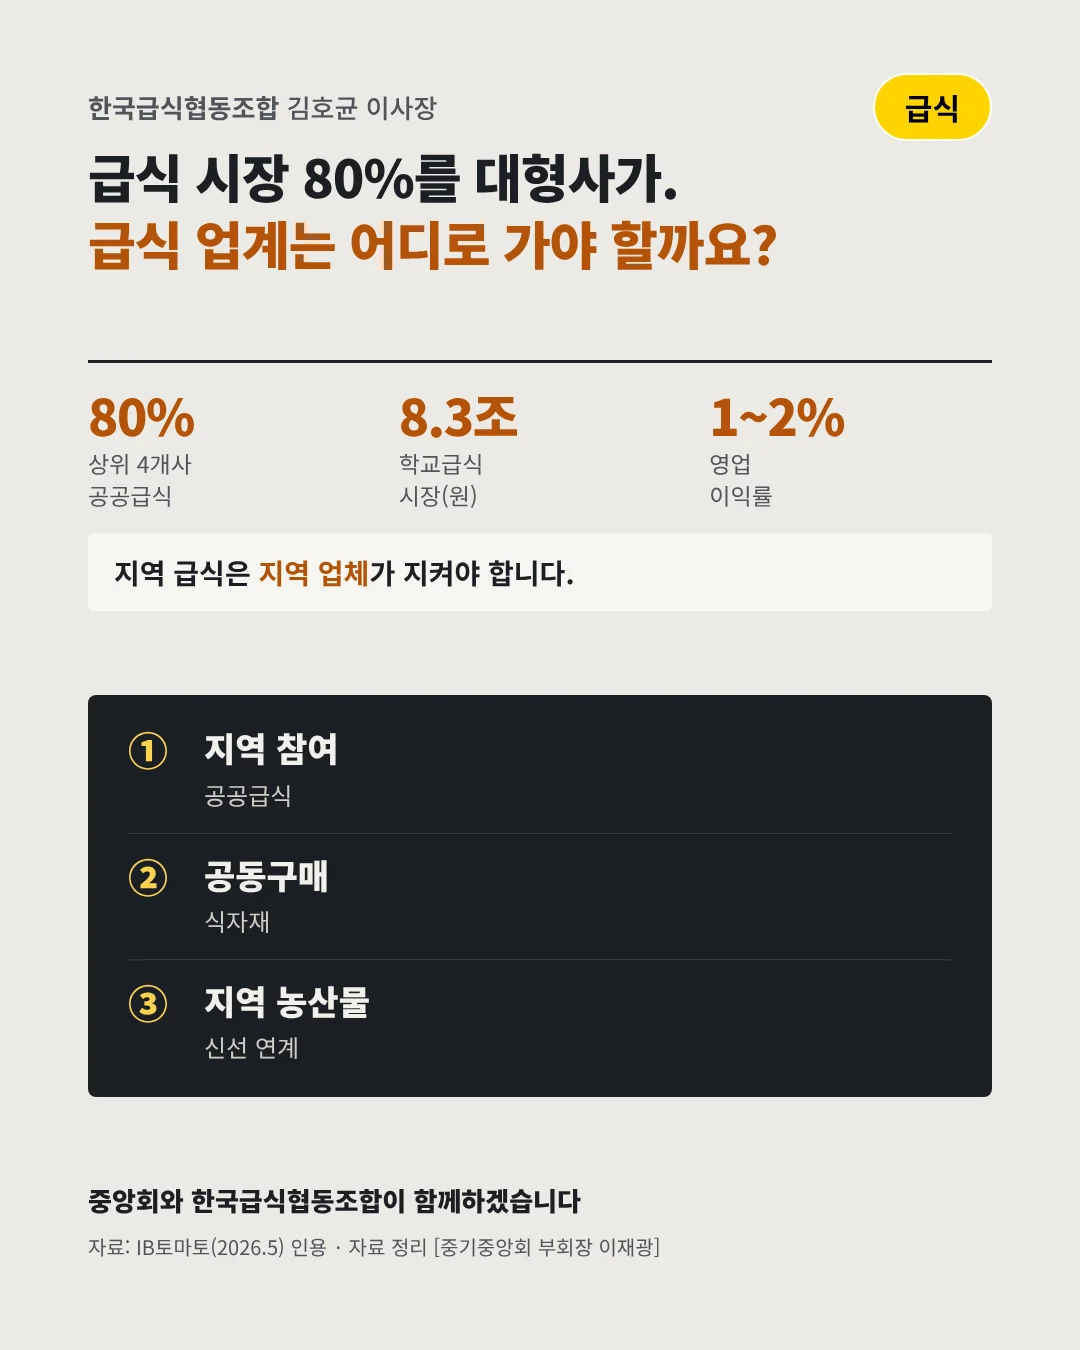 한국급식협동조합 김호균 이사장
급식
급식 시장 80%를 대형사가.
급식 업계는 어디로 가야 할까요?
80%
상위 4개사
공공급식
8.3조
학교급식
시장(원)
1~2%
영업
이익률
지역 급식은 지역 업체가 지켜야 합니다.
① 지역 참여
공공급식
② 공동구매
식자재
③ 지역 농산물
신선 연계
중앙회와 한국급식협동조합이 함께하겠습니다
자료: IB토마토(2026.5) 인용 · 자료 정리 [중기중앙회 부회장 이재광]